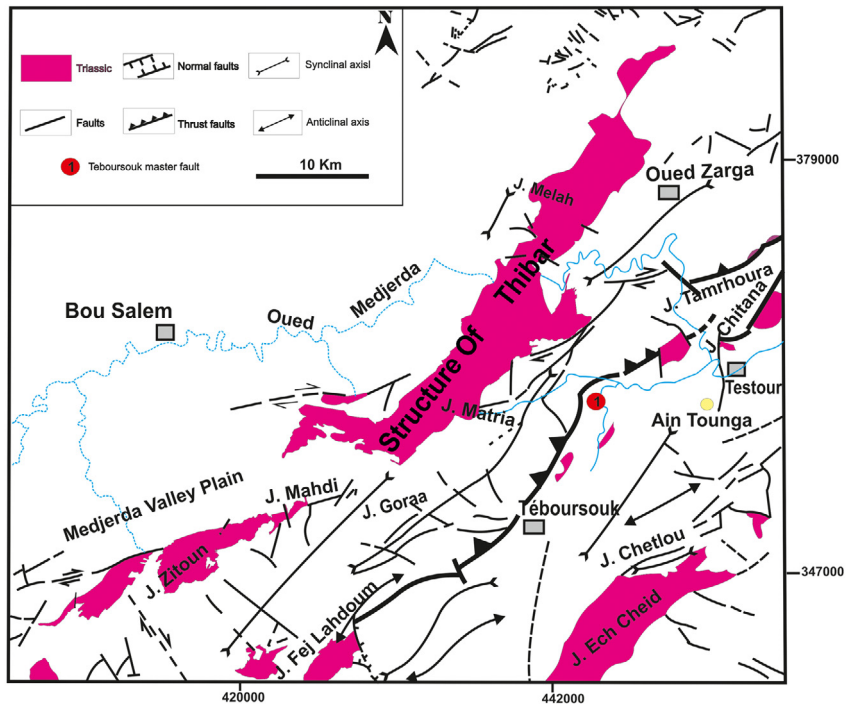 N
Triassic
Normal faults
Synclinal axisl
Faults
Thrust faults
Anticlinal axis
1
Teboursouk master fault
10 Km
379000
Oued Zarga
J. Melah
Structure Of Thibar
Medjerda
Oued
Bou Salem
J. Tamrhoura
J. Chitana
Testour
1
J. Matria
Ain Tounga
Medjerda Valley Plain
J. Mahdi
J. Goraa
Téboursouk
J. Zitoun
J. Chetlou
347000
J. Fej Lahdoum
J. Ech Cheid
420000
442000